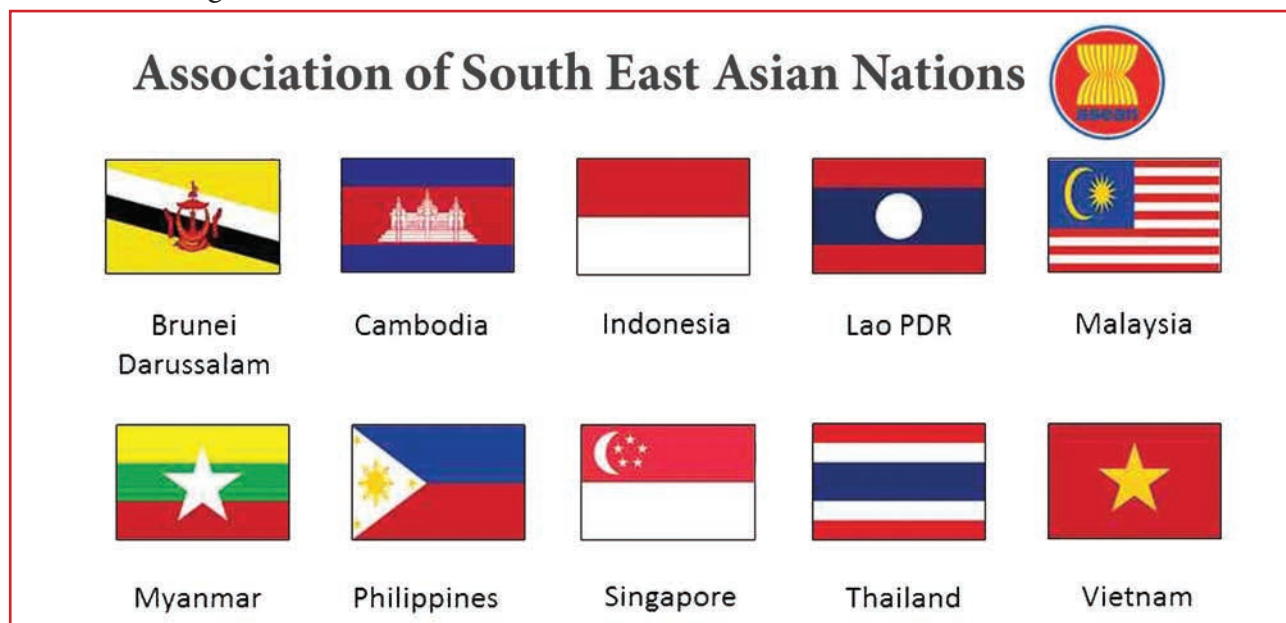 Association of South East Asian Nations
asean
Brunei
Darussalam
Cambodia
Indonesia
Lao PDR
Malaysia
Myanmar
Philippines
Singapore
Thailand
Vietnam